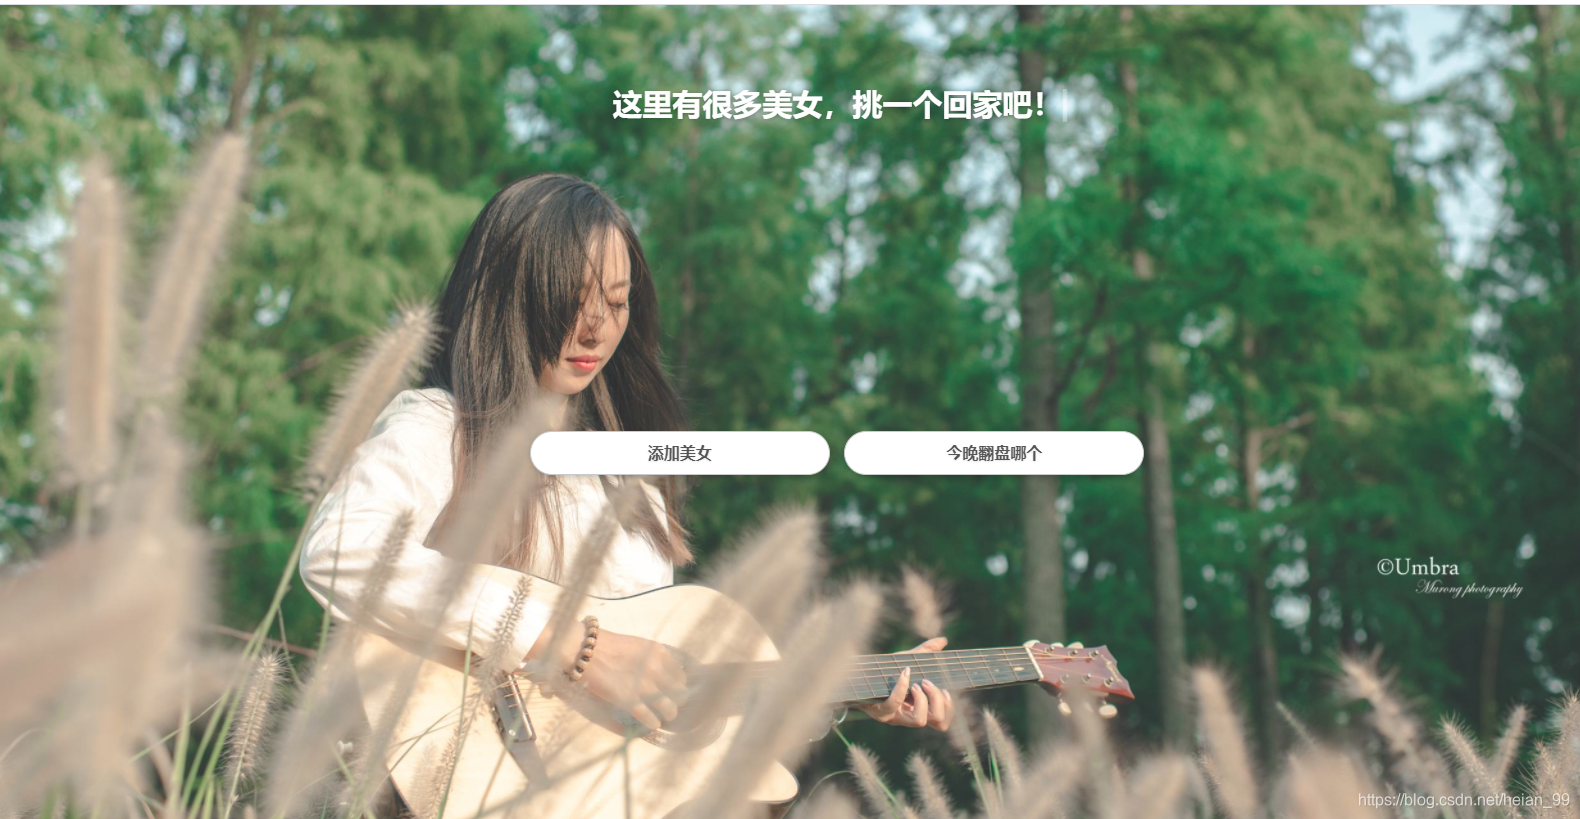 这里有很多美女，挑一个回家吧！
添加美女
今晚翻盘哪个
©Umbra
Murong photography
https://blog.csdn.net/heian_99